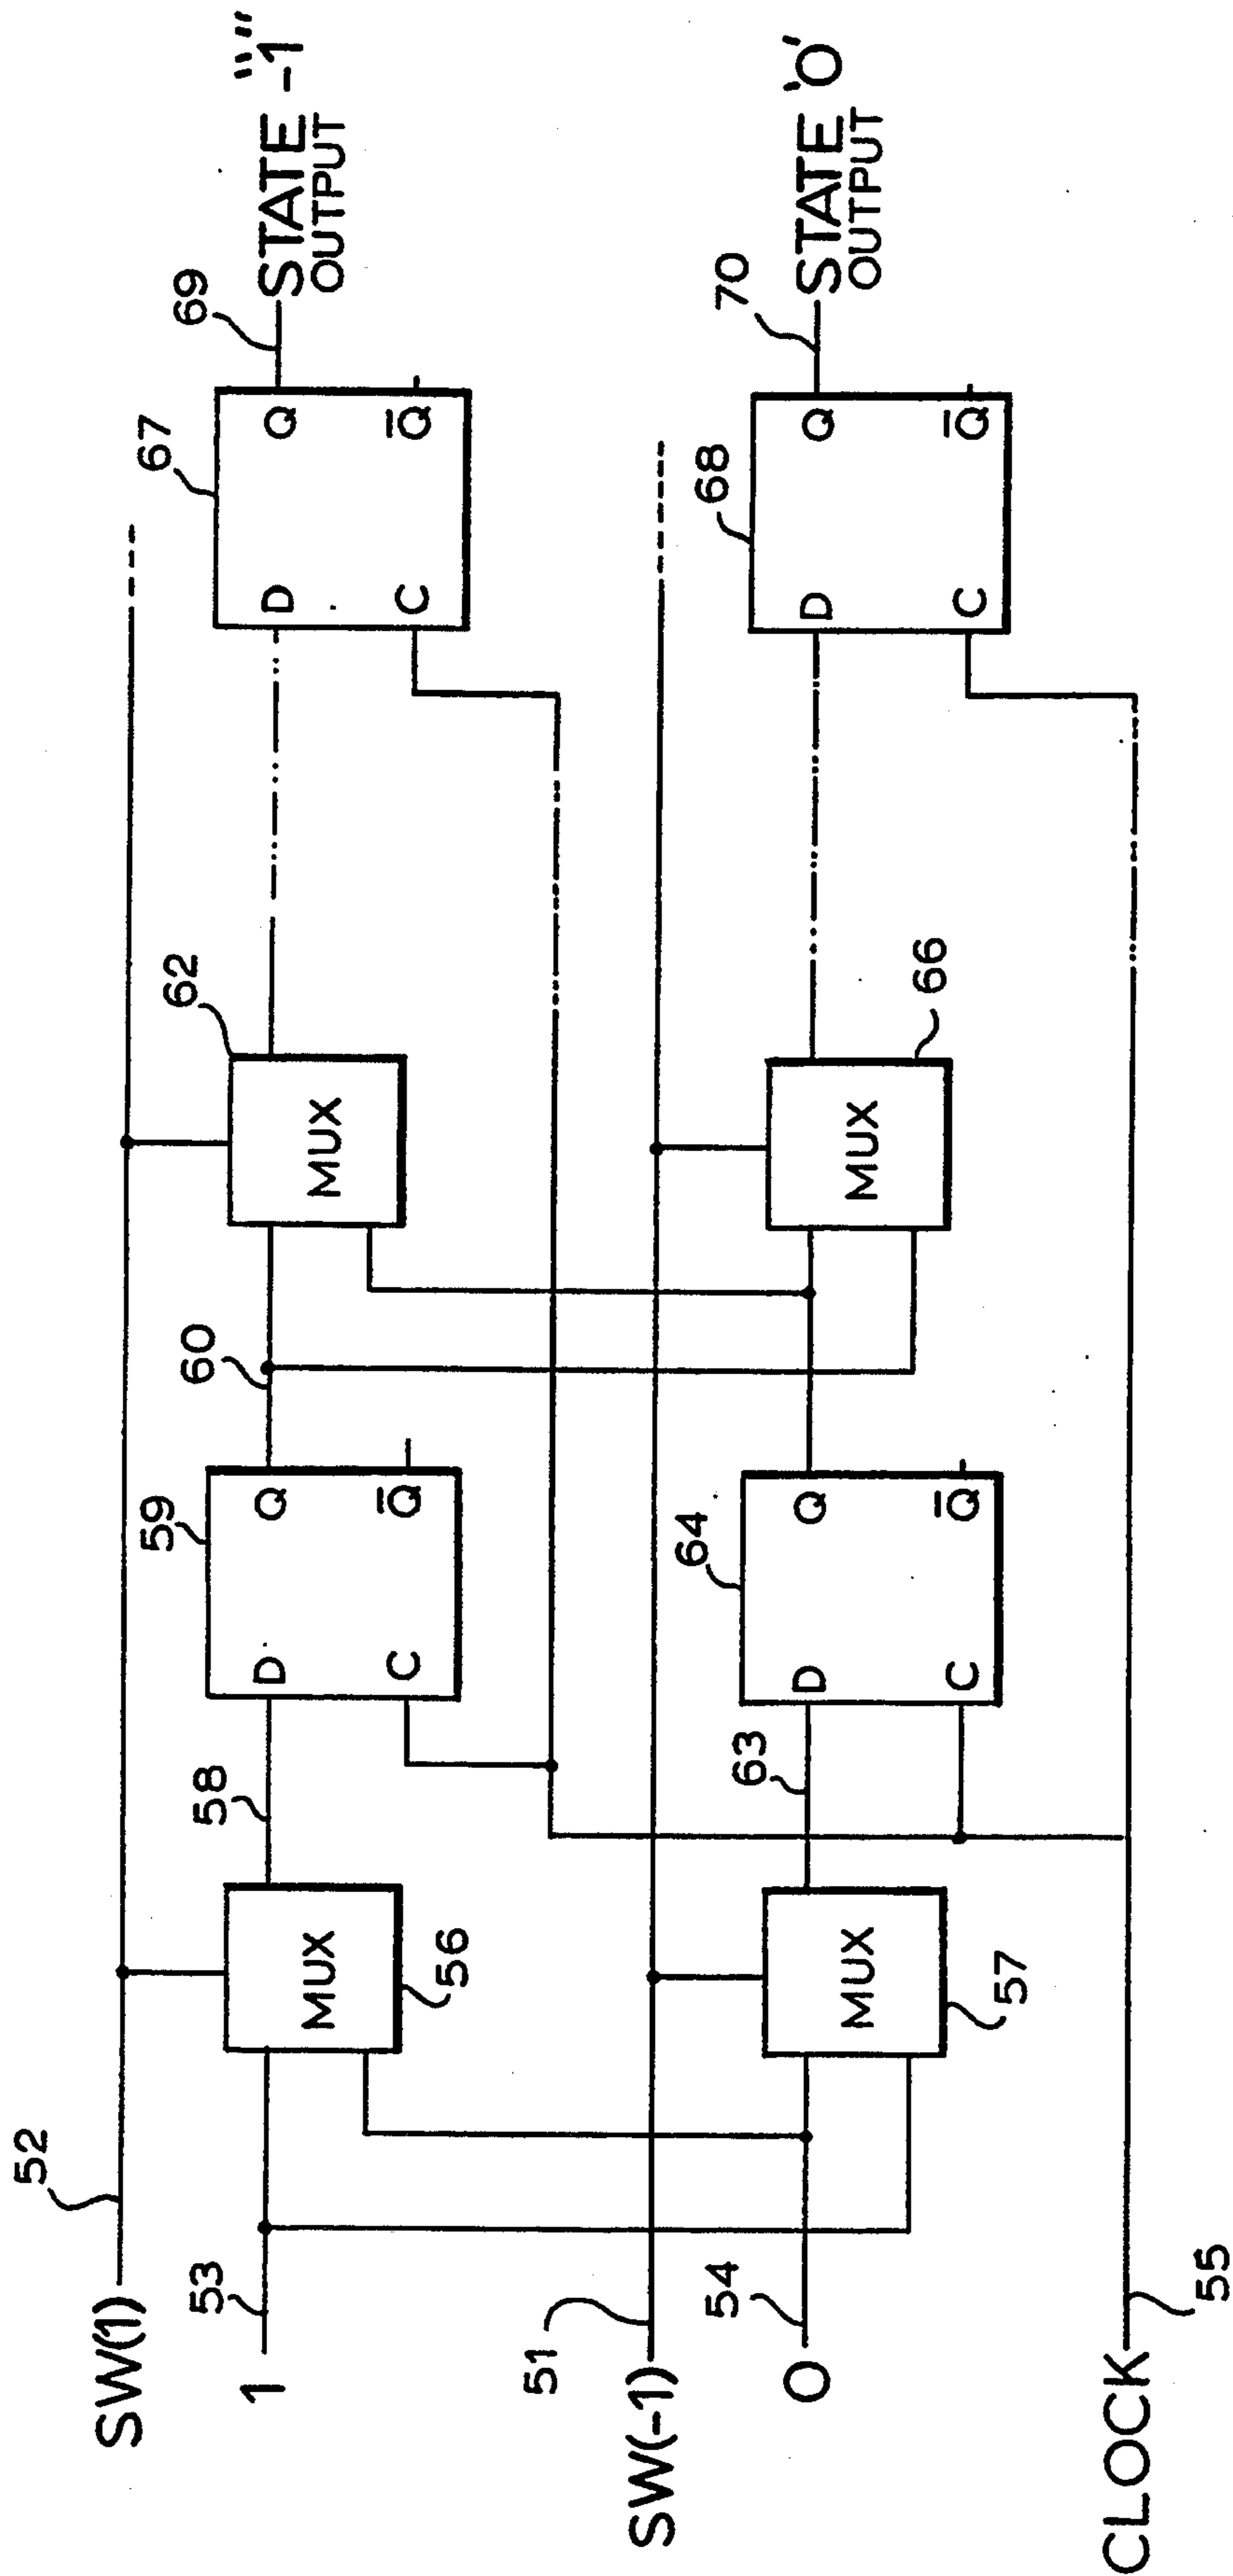 SW(1)
52
1
53
MUX
56
58
D
C
Q
Q̅
59
60
MUX
62
D
C
Q
Q̅
67
69
STATE "-1"
OUTPUT
SW(-1)
51
0
54
MUX
57
63
D
C
Q
Q̅
64
MUX
66
D
C
Q
Q̅
68
70
STATE '0'
OUTPUT
CLOCK
55